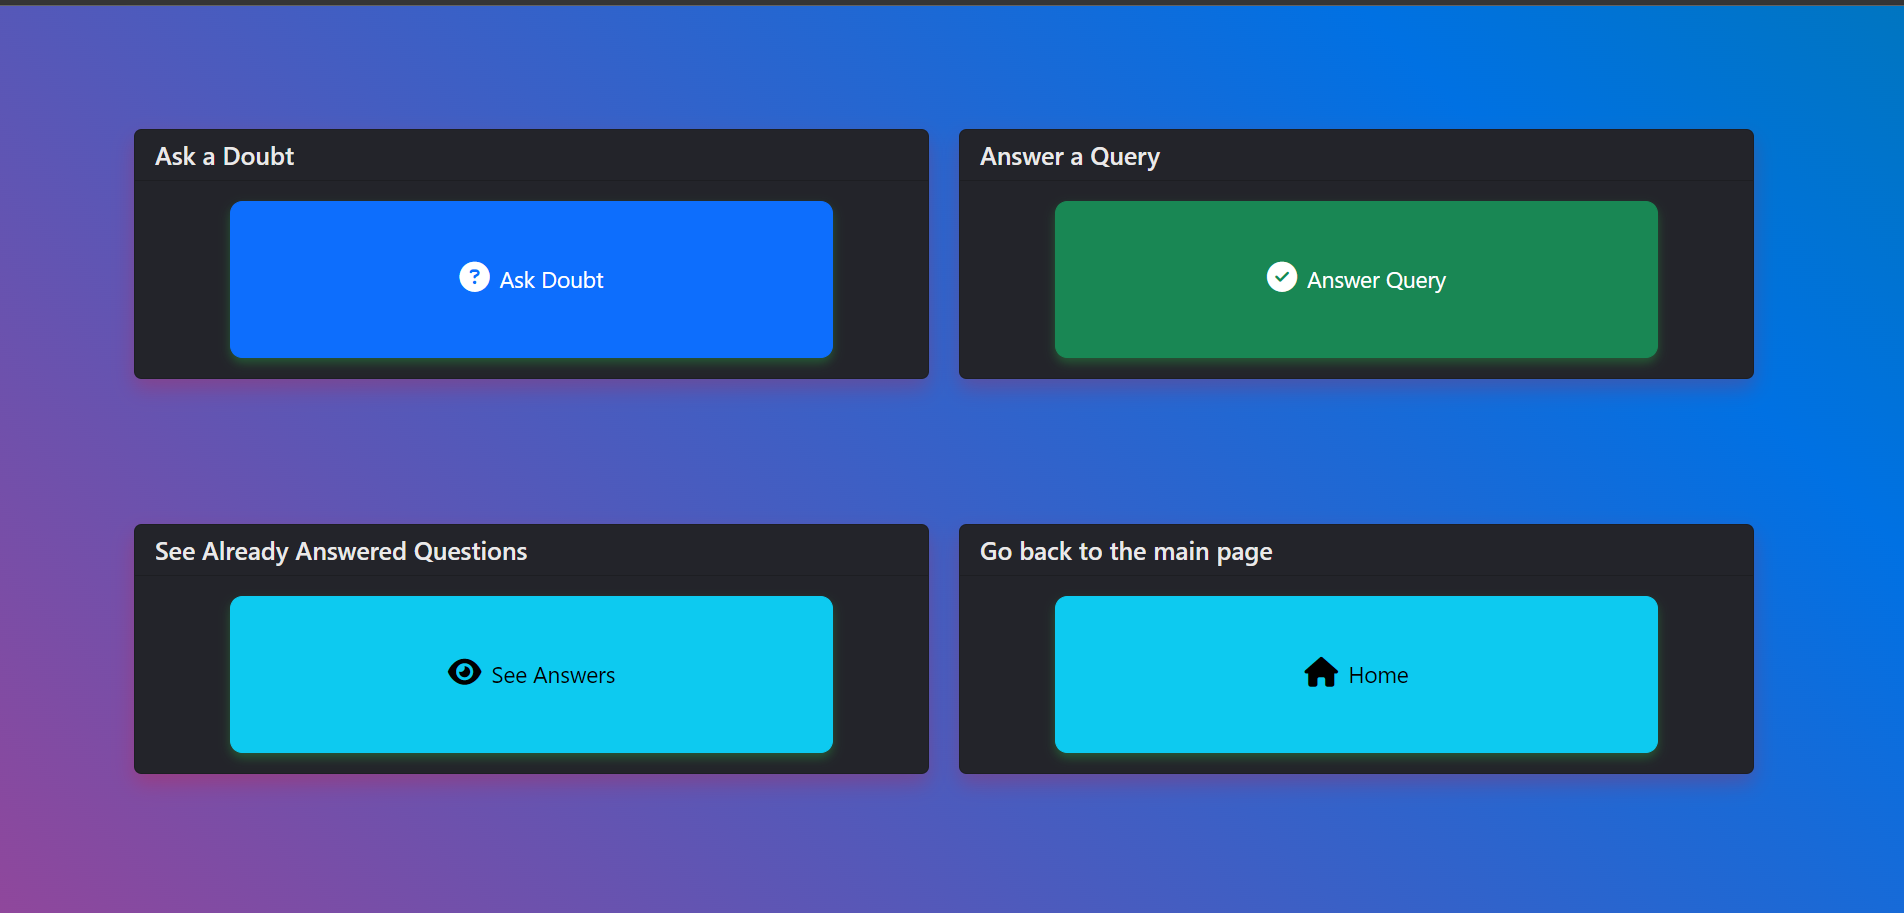 Ask a Doubt
Answer a Query
Ask Doubt
Answer Query
See Already Answered Questions
Go back to the main page
See Answers
Home